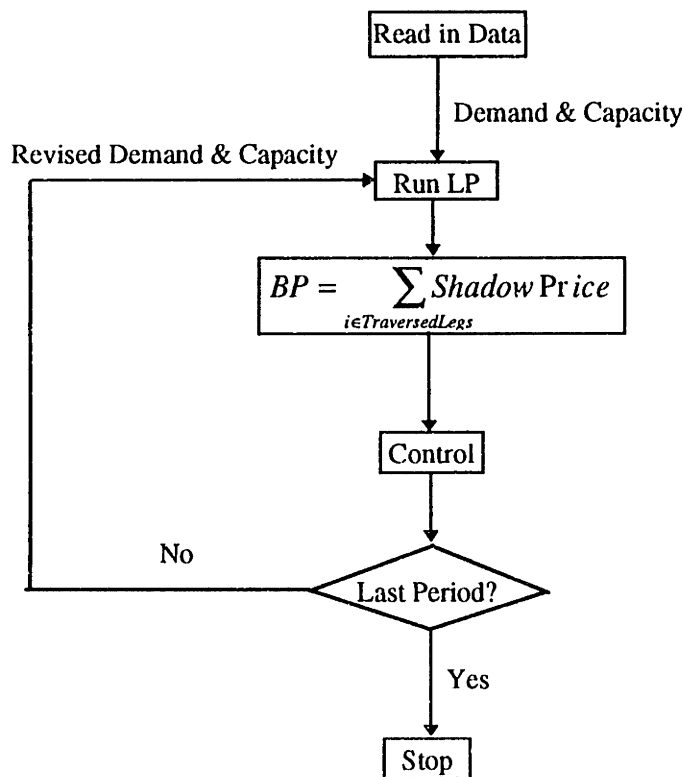 Read in Data
Demand & Capacity
Revised Demand & Capacity
Run LP
BP = ∑ Shadow Price
i∈TraversedLegs
Control
No
Last Period?
Yes
Stop